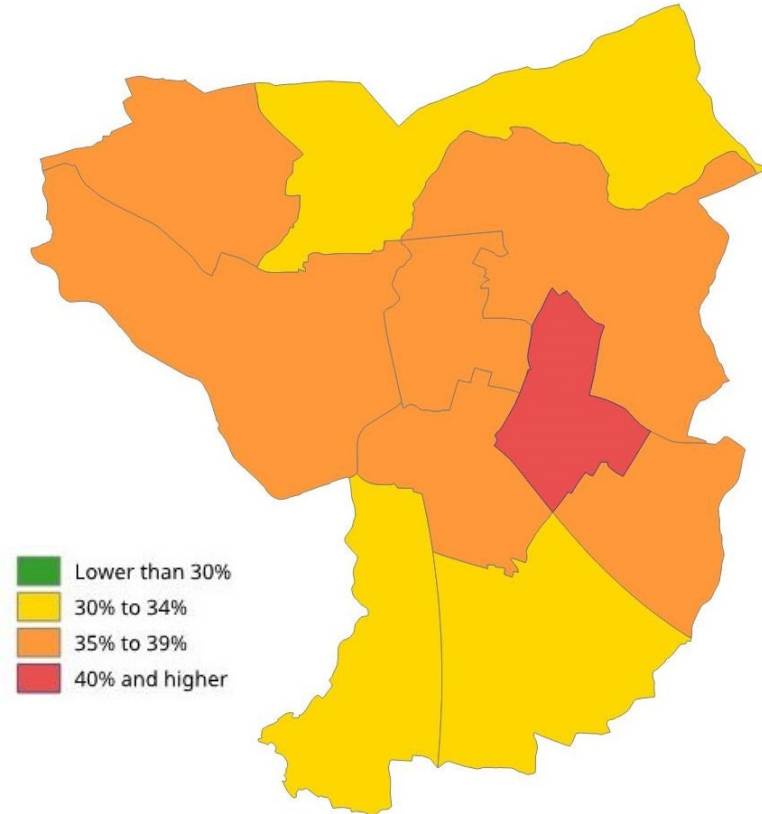 Lower than 30%
30% to 34%
35% to 39%
40% and higher